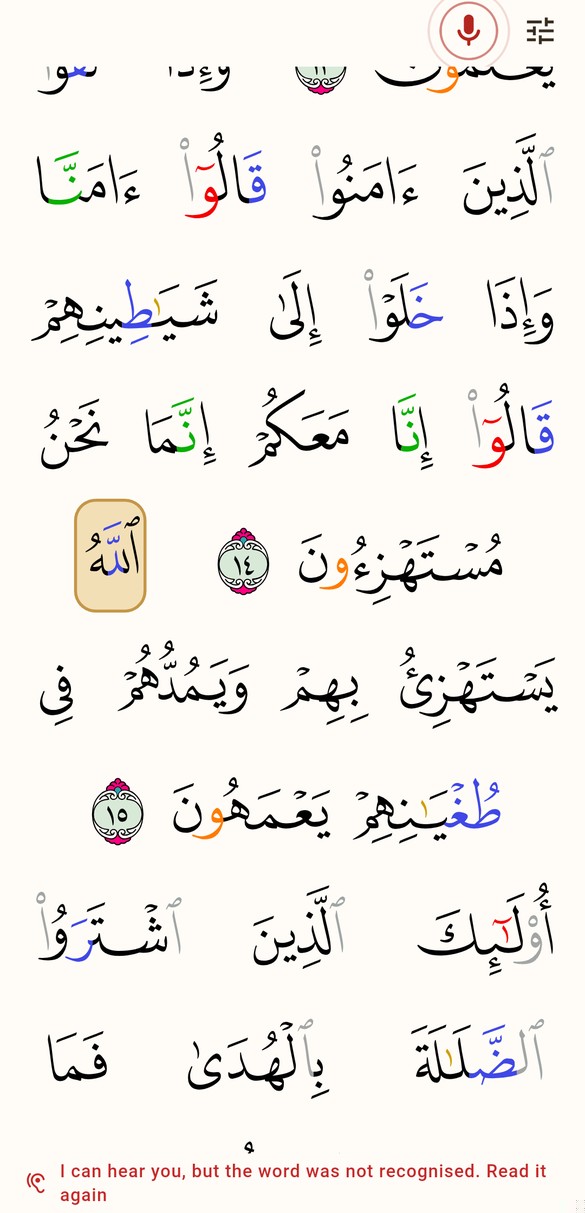 ٱلَّذِينَ ءَامَنُوا۟ قَالُوٓا۟ ءَامَنَّا
وَإِذَا خَلَوْا۟ إِلَىٰ شَيَـٰطِينِهِمْ
قَالُوٓا۟ إِنَّا مَعَكُمْ إِنَّمَا نَحْنُ
مُسْتَهْزِءُونَ ١٤ ٱللَّهُ
يَسْتَهْزِئُ بِهِمْ وَيَمُدُّهُمْ فِى
طُغْيَـٰنِهِمْ يَعْمَهُونَ ١٥
أُو۟لَـٰٓئِكَ ٱلَّذِينَ ٱشْتَرَوُا۟
ٱلضَّلَـٰلَةَ بِٱلْهُدَىٰ فَمَا
I can hear you, but the word was not recognised. Read it
again